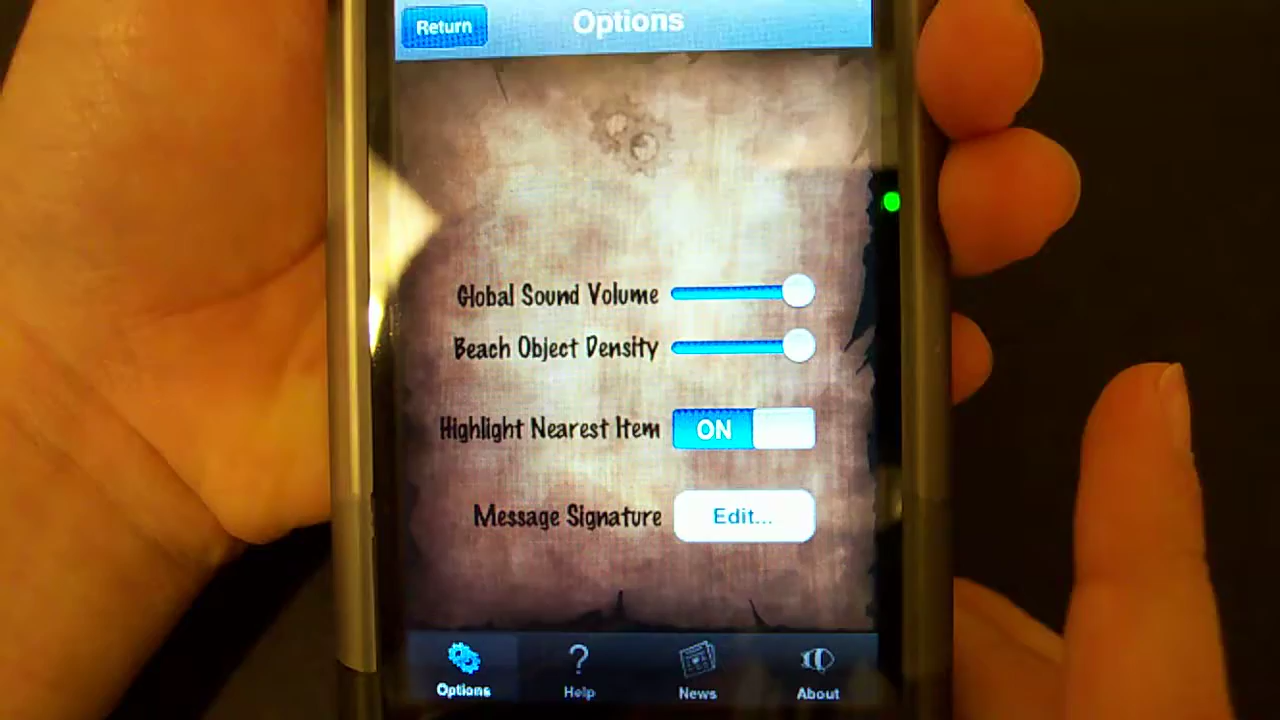 Return
Options
Global Sound Volume
Beach Object Density
Highlight Nearest Item
ON
Message Signature
Edit...
Options
Help
News
About